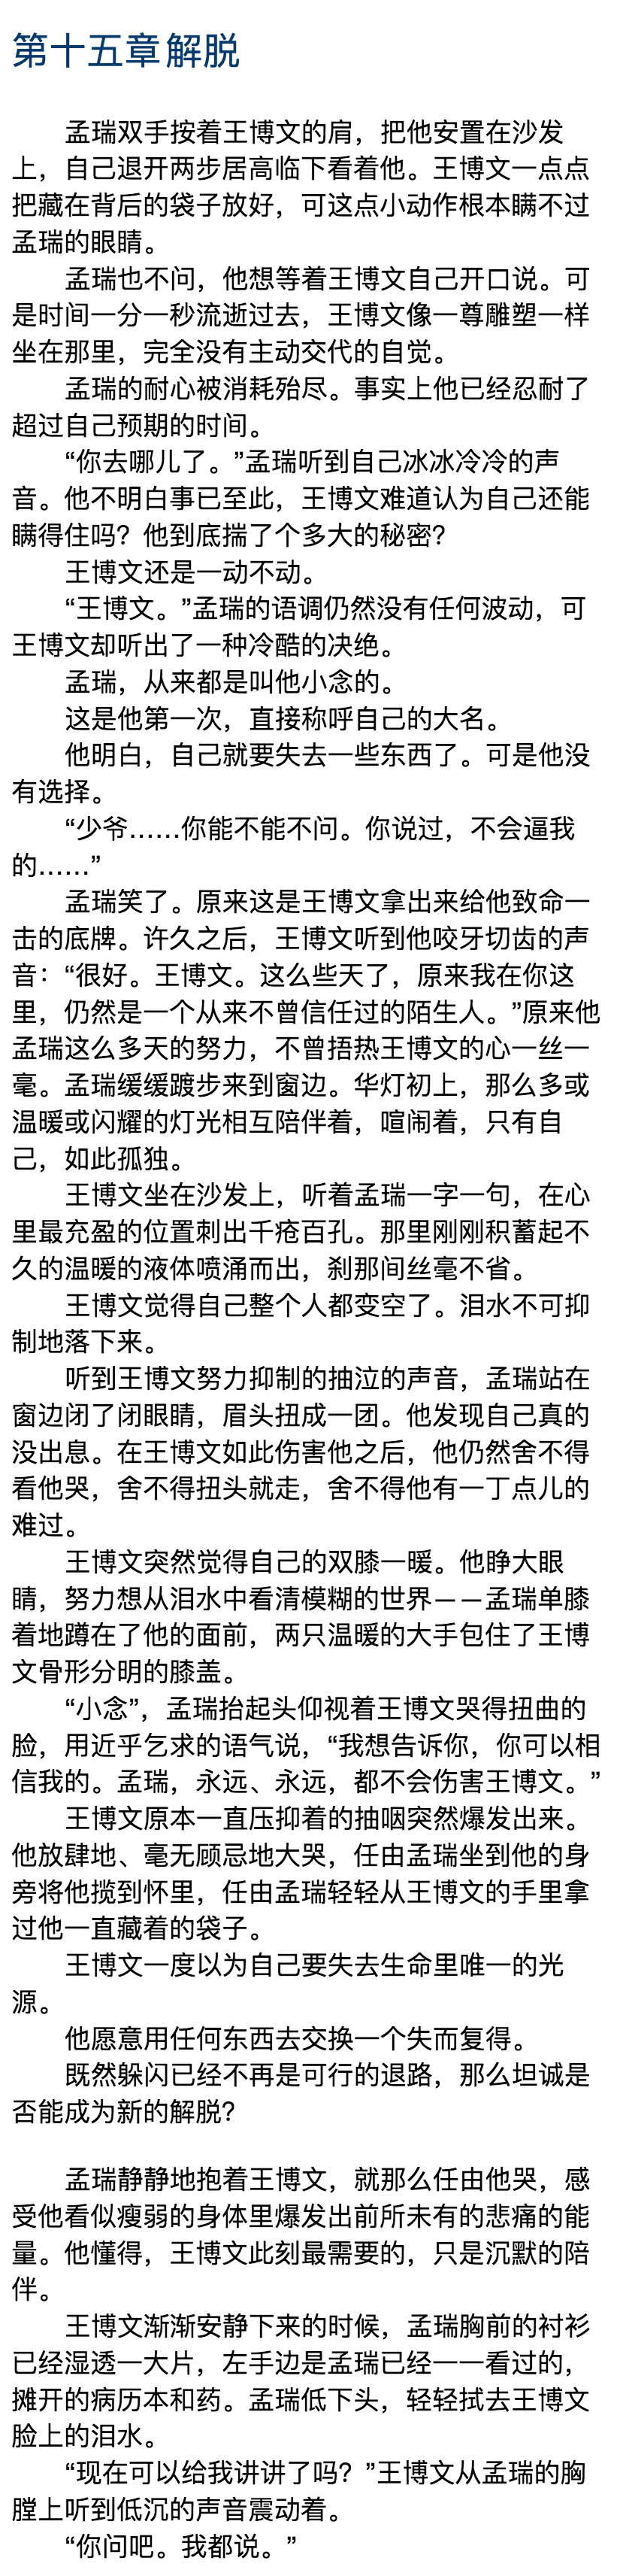 第十五章解脱
孟瑞双手按着王博文的肩，把他安置在沙发
上，自己退开两步居高临下看着他。王博文一点点
把藏在背后的袋子放好，可这点小动作根本瞒不过
孟瑞的眼睛。
孟瑞也不问，他想等着王博文自己开口说。可
是时间一分一秒流逝过去，王博文像一尊雕塑一样
坐在那里，完全没有主动交代的自觉。
孟瑞的耐心被消耗殆尽。事实上他已经忍耐了
超过自己预期的时间。
“你去哪儿了。”孟瑞听到自己冰冰冷冷的声
音。他不明白事已至此，王博文难道认为自己还能
瞒得住吗？他到底揣了个多大的秘密？
王博文还是一动不动。
“王博文。”孟瑞的语调仍然没有任何波动，可
王博文却听出了一种冷酷的决绝。
孟瑞，从来都是叫他小念的。
这是他第一次，直接称呼自己的大名。
他明白，自己就要失去一些东西了。可是他没
有选择。
“少爷……你能不能不问。你说过，不会逼我
的……”
孟瑞笑了。原来这是王博文拿出来给他致命一
击的底牌。许久之后，王博文听到他咬牙切齿的声
音：“很好。王博文。这么些天了，原来我在你这
里，仍然是一个从来不曾信任过的陌生人。”原来他
孟瑞这么多天的努力，不曾捂热王博文的心一丝一
毫。孟瑞缓缓踱步来到窗边。华灯初上，那么多或
温暖或闪耀的灯光相互陪伴着，喧闹着，只有自
己，如此孤独。
王博文坐在沙发上，听着孟瑞一字一句，在心
里最充盈的位置刺出千疮百孔。那里刚刚积蓄起不
久的温暖的液体喷涌而出，刹那间丝毫不省。
王博文觉得自己整个人都变空了。泪水不可抑
制地落下来。
听到王博文努力抑制的抽泣的声音，孟瑞站在
窗边闭了闭眼睛，眉头扭成一团。他发现自己真的
没出息。在王博文如此伤害他之后，他仍然舍不得
看他哭，舍不得扭头就走，舍不得他有一丁点儿的
难过。
王博文突然觉得自己的双膝一暖。他睁大眼
睛，努力想从泪水中看清模糊的世界——孟瑞单膝
着地蹲在了他的面前，两只温暖的大手包住了王博
文骨形分明的膝盖。
“小念”，孟瑞抬起头仰视着王博文哭得扭曲的
脸，用近乎乞求的语气说，“我想告诉你，你可以相
信我的。孟瑞，永远、永远，都不会伤害王博文。”
王博文原本一直压抑着的抽咽突然爆发出来。
他放肆地、毫无顾忌地大哭，任由孟瑞坐到他的身
旁将他揽到怀里，任由孟瑞轻轻从王博文的手里拿
过他一直藏着的袋子。
王博文一度以为自己要失去生命里唯一的光
源。
他愿意用任何东西去交换一个失而复得。
既然躲闪已经不再是可行的退路，那么坦诚是
否能成为新的解脱？
孟瑞静静地抱着王博文，就那么任由他哭，感
受他看似瘦弱的身体里爆发出前所未有的悲痛的能
量。他懂得，王博文此刻最需要的，只是沉默的陪
伴。
王博文渐渐安静下来的时候，孟瑞胸前的衬衫
已经湿透一大片，左手边是孟瑞已经一一看过的，
摊开的病历本和药。孟瑞低下头，轻轻拭去王博文
脸上的泪水。
“现在可以给我讲讲了吗？”王博文从孟瑞的胸
膛上听到低沉的声音震动着。
“你问吧。我都说。”